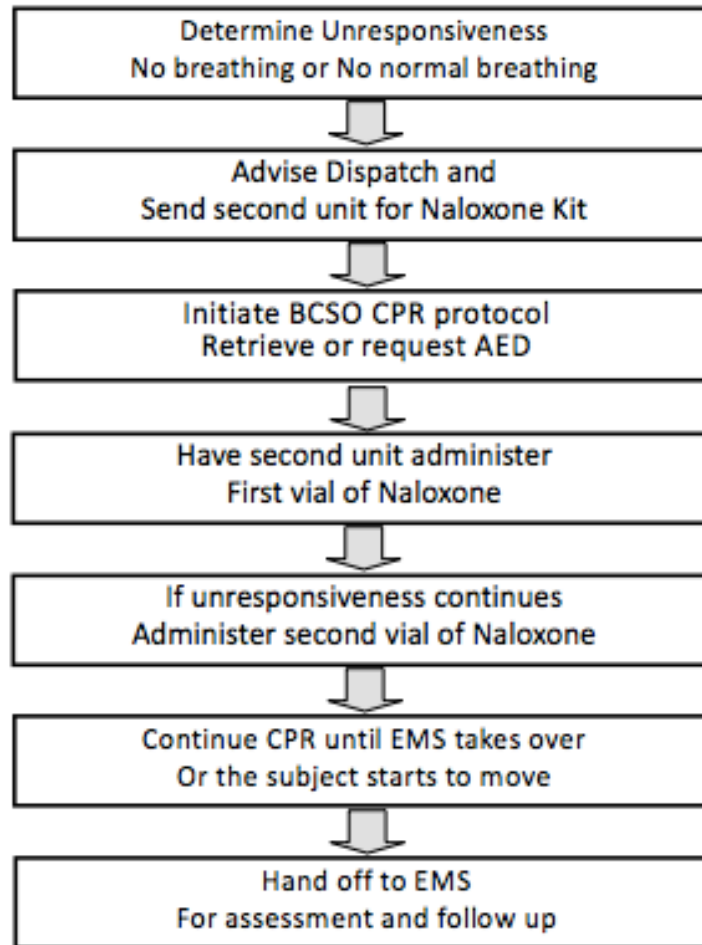 Determine Unresponsiveness
No breathing or No normal breathing
Advise Dispatch and
Send second unit for Naloxone Kit
Initiate BCSO CPR protocol
Retrieve or request AED
Have second unit administer
First vial of Naloxone
If unresponsiveness continues
Administer second vial of Naloxone
Continue CPR until EMS takes over
Or the subject starts to move
Hand off to EMS
For assessment and follow up